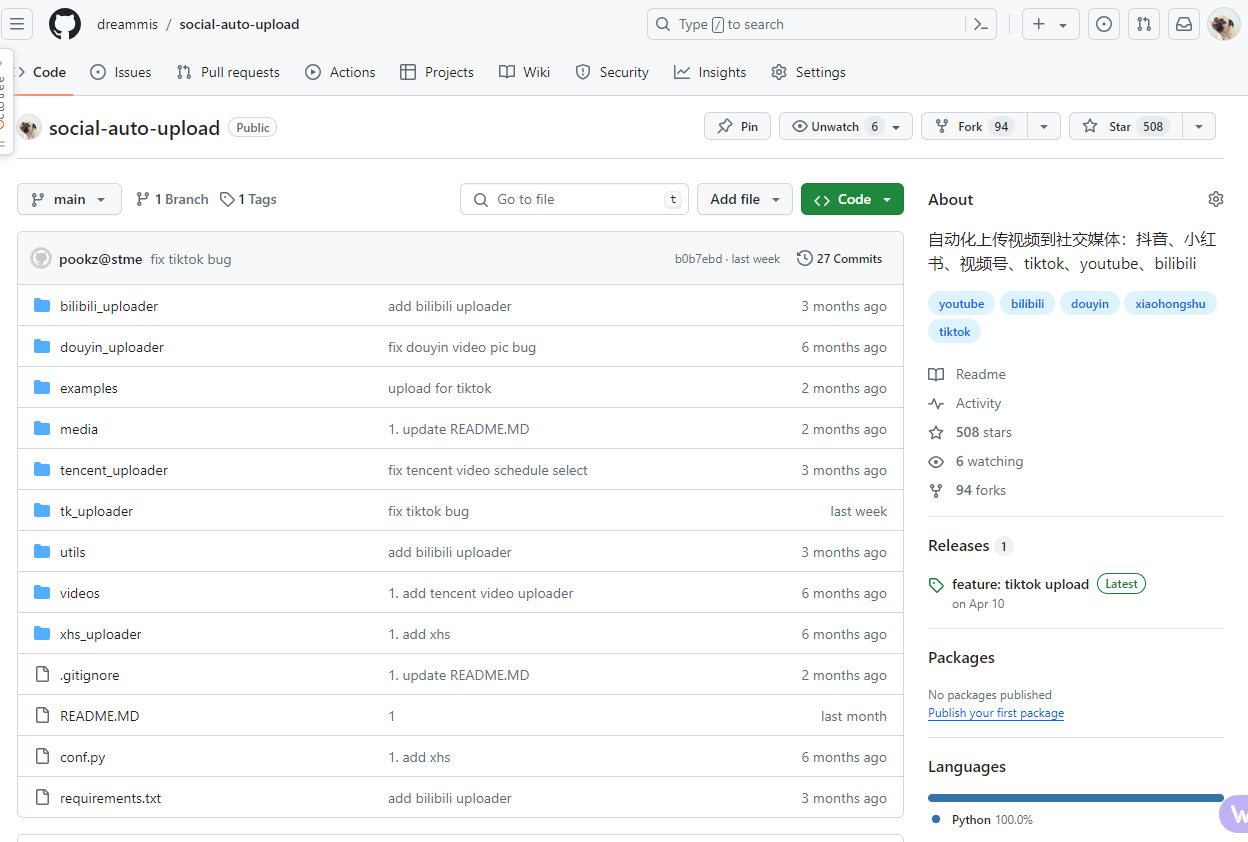 dreammis / social-auto-upload
Type / to search
Code Issues Pull requests Actions Projects Wiki Security Insights Settings
social-auto-upload Public
Pin Unwatch 6 Fork 94 Star 508
main 1 Branch 1 Tags
Go to file t Add file Code
pookz@stme fix tiktok bug b0b7ebd · last week 27 Commits
bilibili_uploader add bilibili uploader 3 months ago
douyin_uploader fix douyin video pic bug 6 months ago
examples upload for tiktok 2 months ago
media 1. update README.MD 2 months ago
tencent_uploader fix tencent video schedule select 3 months ago
tk_uploader fix tiktok bug last week
utils add bilibili uploader 3 months ago
videos 1. add tencent video uploader 6 months ago
xhs_uploader 1. add xhs 6 months ago
.gitignore 1. update README.MD 2 months ago
README.MD 1 last month
conf.py 1. add xhs 6 months ago
requirements.txt add bilibili uploader 3 months ago
About
自动化上传视频到社交媒体：抖音、小红
书、视频号、tiktok、youtube、bilibili
youtube bilibili douyin xiaohongshu
tiktok
Readme
Activity
508 stars
6 watching
94 forks
Releases 1
feature: tiktok upload Latest
on Apr 10
Packages
No packages published
Publish your first package
Languages
Python 100.0%